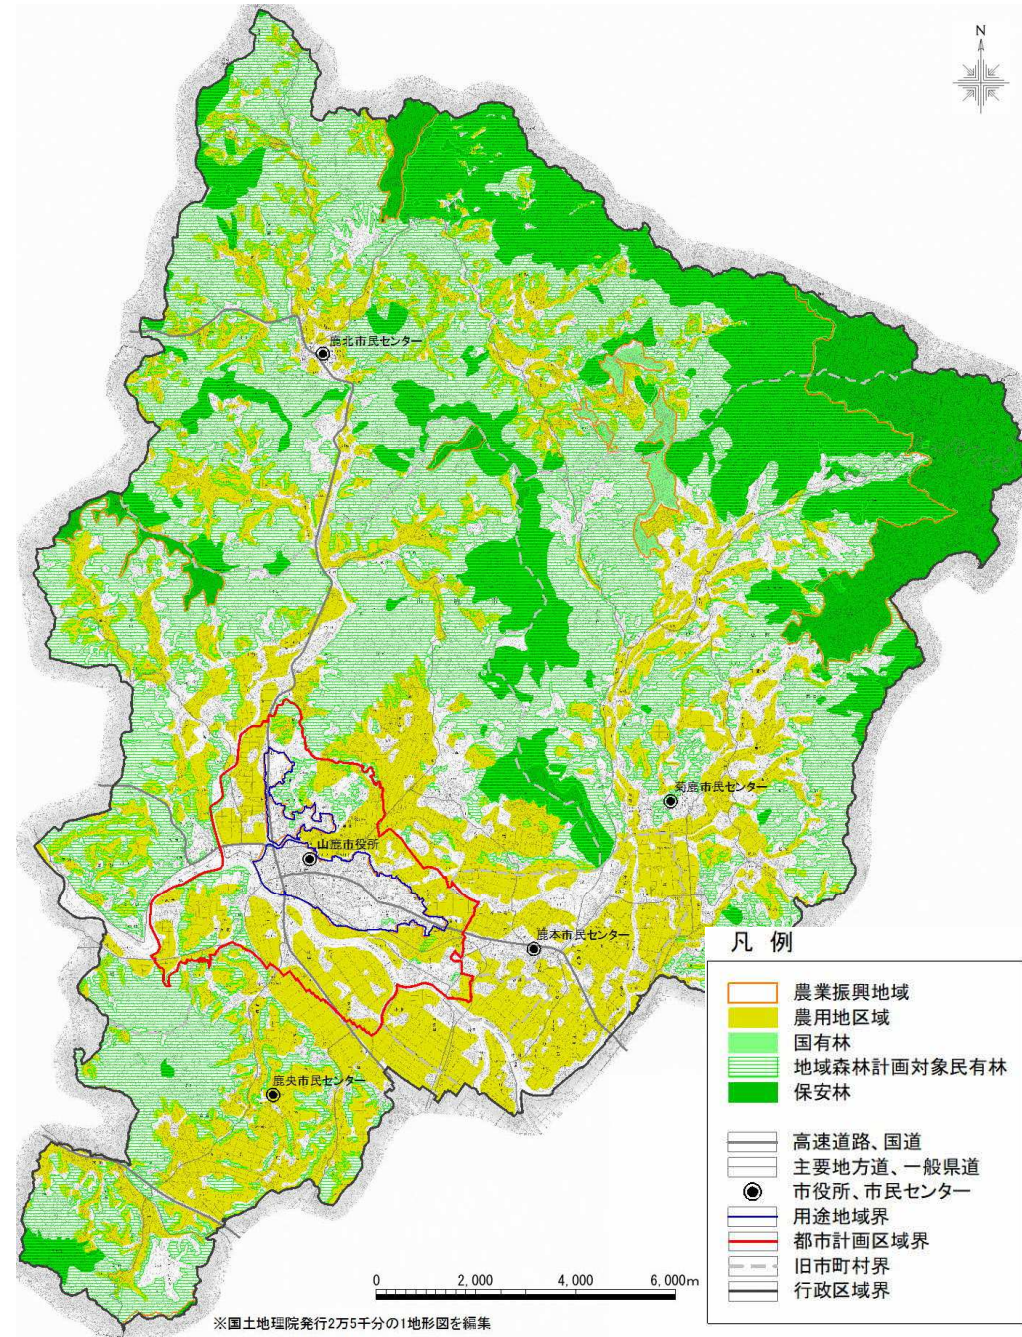 N
鹿北市民センター
菊鹿市民センター
山鹿市役所
鹿本市民センター
鹿央市民センター
凡 例
農業振興地域
農用地区域
国有林
地域森林計画対象民有林
保安林
高速道路、国道
主要地方道、一般県道
市役所、市民センター
用途地域界
都市計画区域界
旧市町村界
行政区域界
0 2,000 4,000 6,000m
※国土地理院発行2万5千分の1地形図を編集